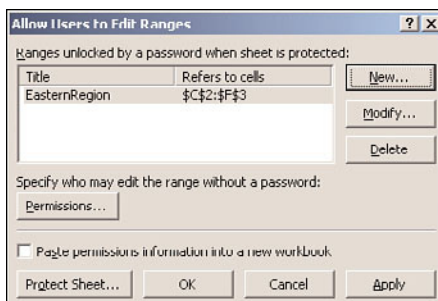 Allow Users to Edit Ranges
Ranges unlocked by a password when sheet is protected:
Title Refers to cells
EasternRegion $C$2:$F$3
New...
Modify...
Delete
Specify who may edit the range without a password:
Permissions...
Paste permissions information into a new workbook
Protect Sheet... OK Cancel Apply